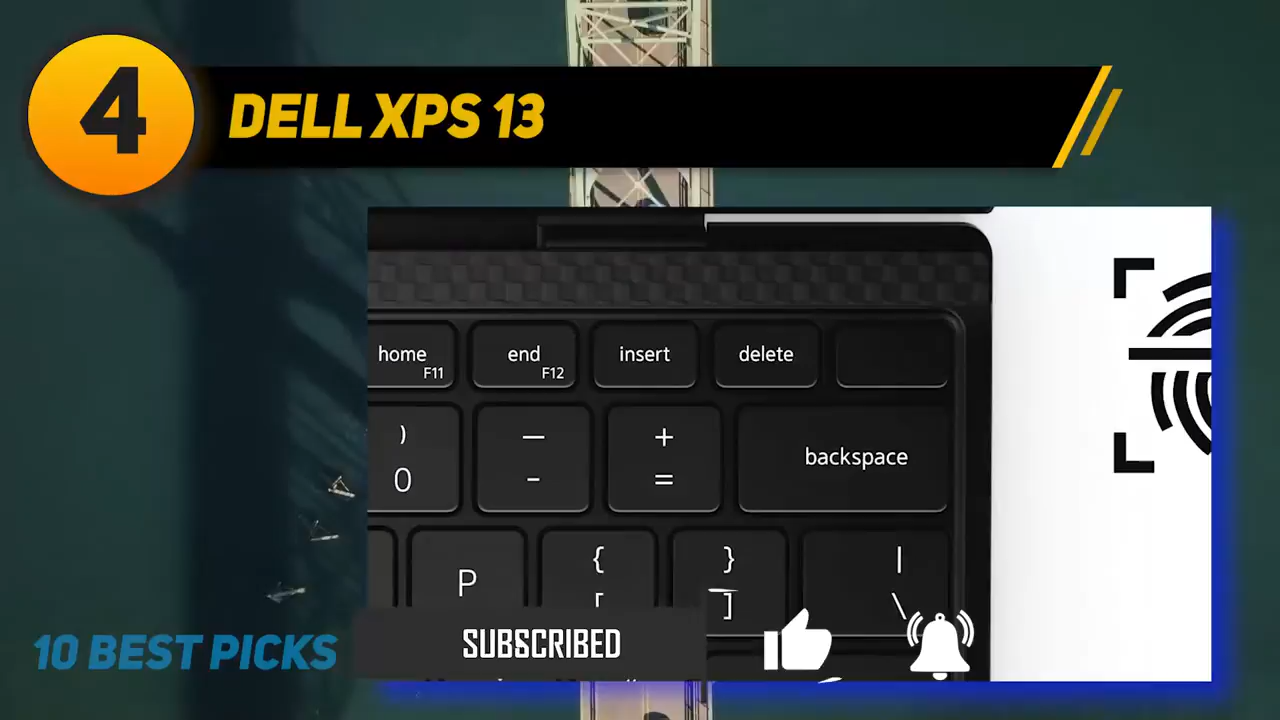 4
DELL XPS 13
home
F11
end
F12
insert
delete
)
0
—
-
+
=
backspace
P
{
[
}
]
|
\
SUBSCRIBED
10 BEST PICKS